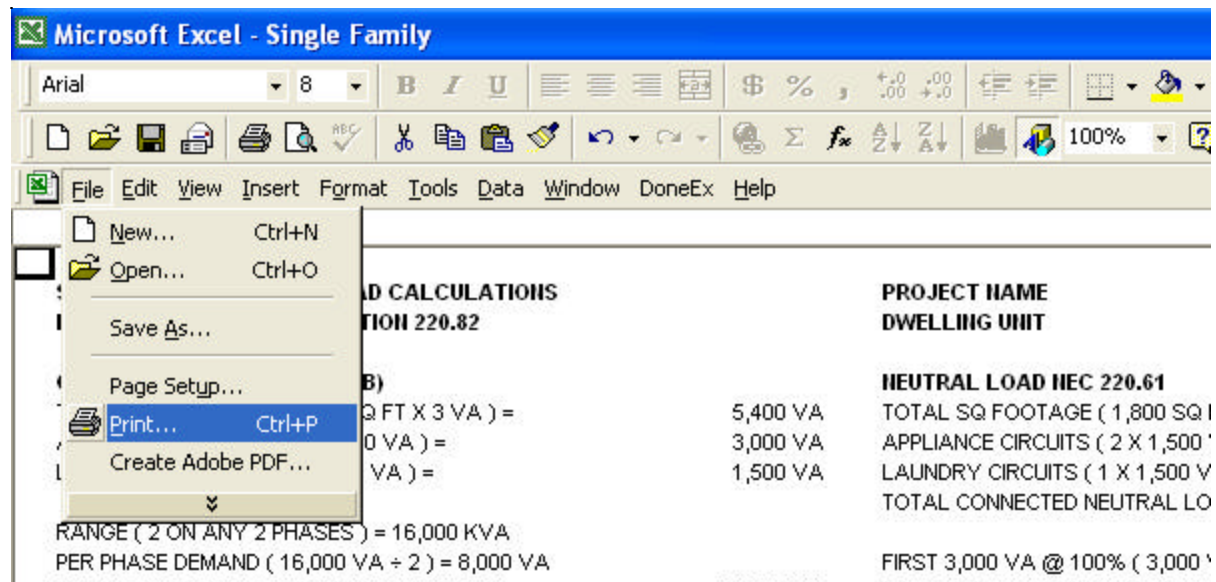 Microsoft Excel - Single Family
Arial 8 B I U $ % , .00 .0
ABC Σ fx A Z Z A 100% ?
File Edit View Insert Format Tools Data Window DoneEx Help
New... Ctrl+N
Open... Ctrl+O
Save As...
Page Setup...
Print... Ctrl+P
Create Adobe PDF...
CALCULATIONS
220.82
B)
FT X 3 VA ) = 5,400 VA
0 VA ) = 3,000 VA
VA ) = 1,500 VA
RANGE ( 2 ON ANY 2 PHASES ) = 16,000 KVA
PER PHASE DEMAND ( 16,000 VA ÷ 2 ) = 8,000 VA
PROJECT NAME
DWELLING UNIT
NEUTRAL LOAD NEC 220.61
TOTAL SQ FOOTAGE ( 1,800 SQ
APPLIANCE CIRCUITS ( 2 X 1,500
LAUNDRY CIRCUITS ( 1 X 1,500 V
TOTAL CONNECTED NEUTRAL LO
FIRST 3,000 VA @ 100% ( 3,000